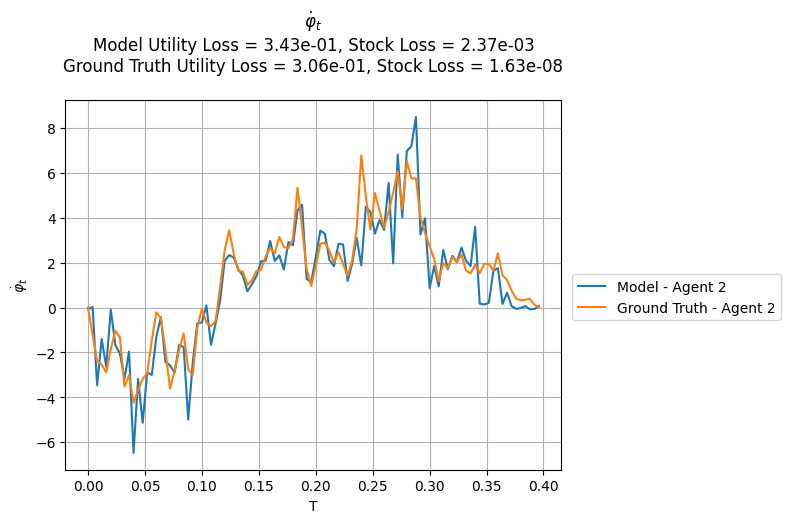 φ̇ₜ
Model Utility Loss = 3.43e-01, Stock Loss = 2.37e-03
Ground Truth Utility Loss = 3.06e-01, Stock Loss = 1.63e-08
φ̇ₜ
8
6
4
2
0
−2
−4
−6
0.00 0.05 0.10 0.15 0.20 0.25 0.30 0.35 0.40
T
Model - Agent 2
Ground Truth - Agent 2